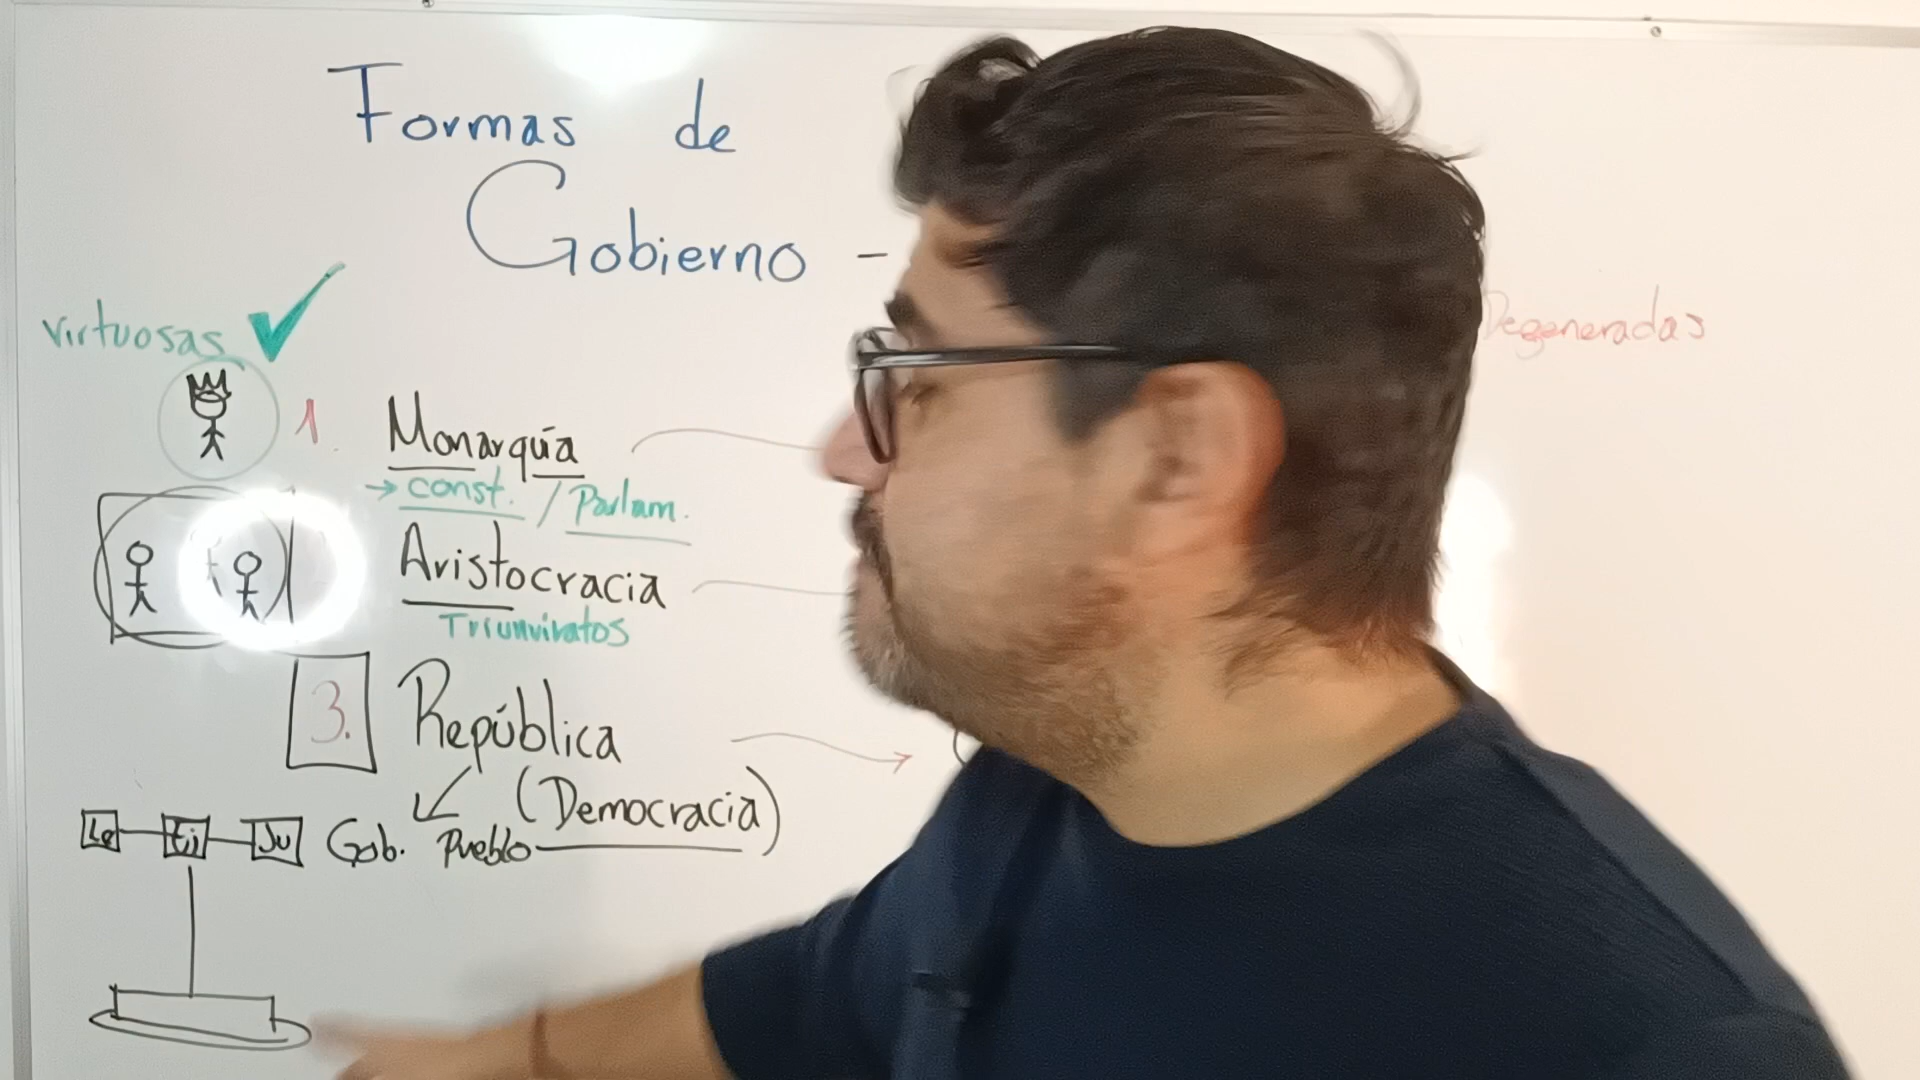 Formas de
Gobierno -
virtuosas
Degeneradas
1. Monarquía
→ const. / Parlam.
Aristocracia
Triunviratos
3. República
(Democracia)
Le Ej Ju Gob. Pueblo